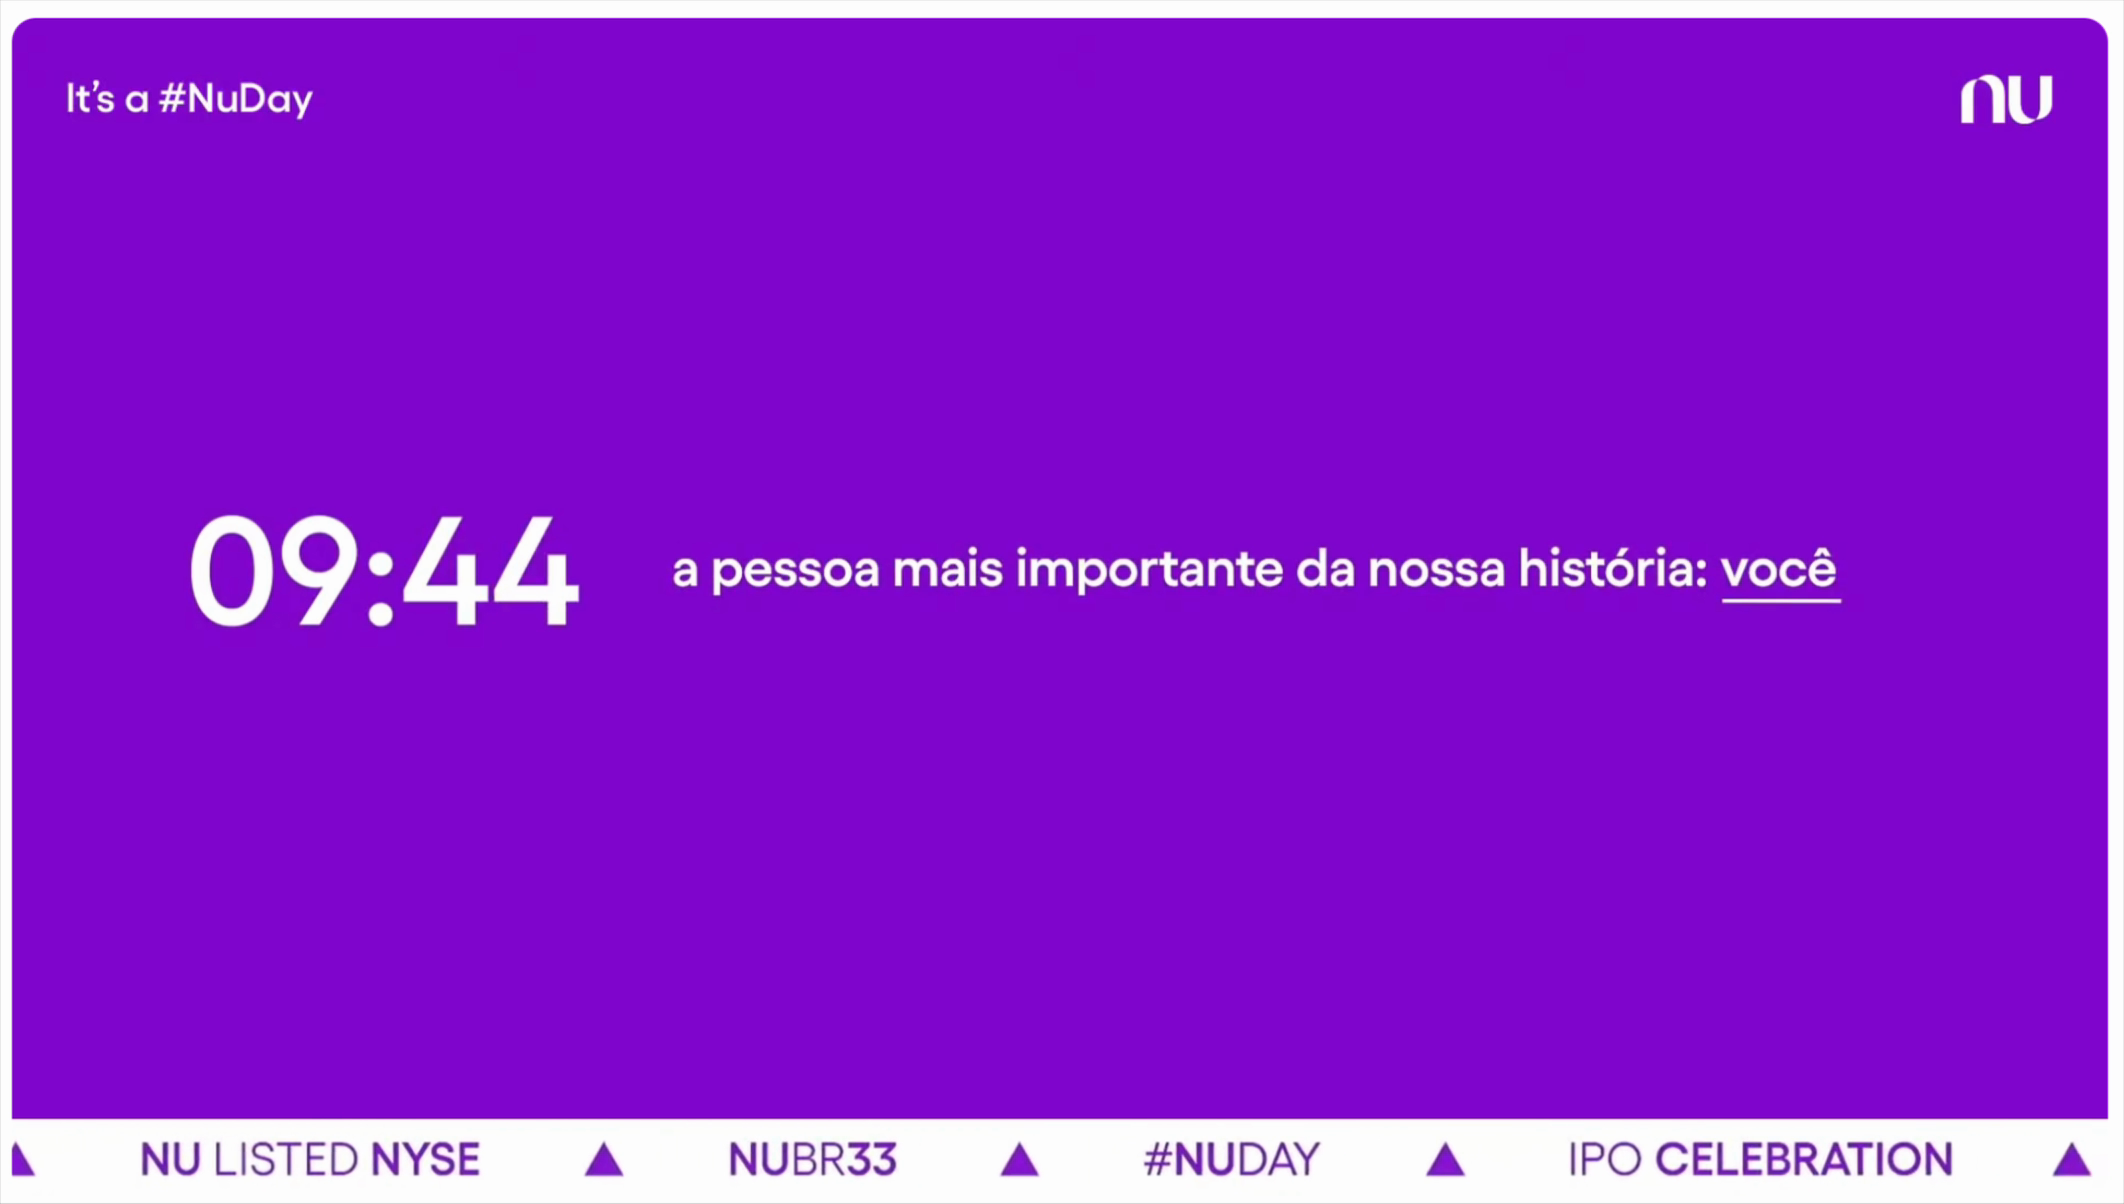 It's a #NuDay
nu
09:44
a pessoa mais importante da nossa história: você
NU LISTED NYSE ▲ NUBR33 ▲ #NUDAY ▲ IPO CELEBRATION ▲